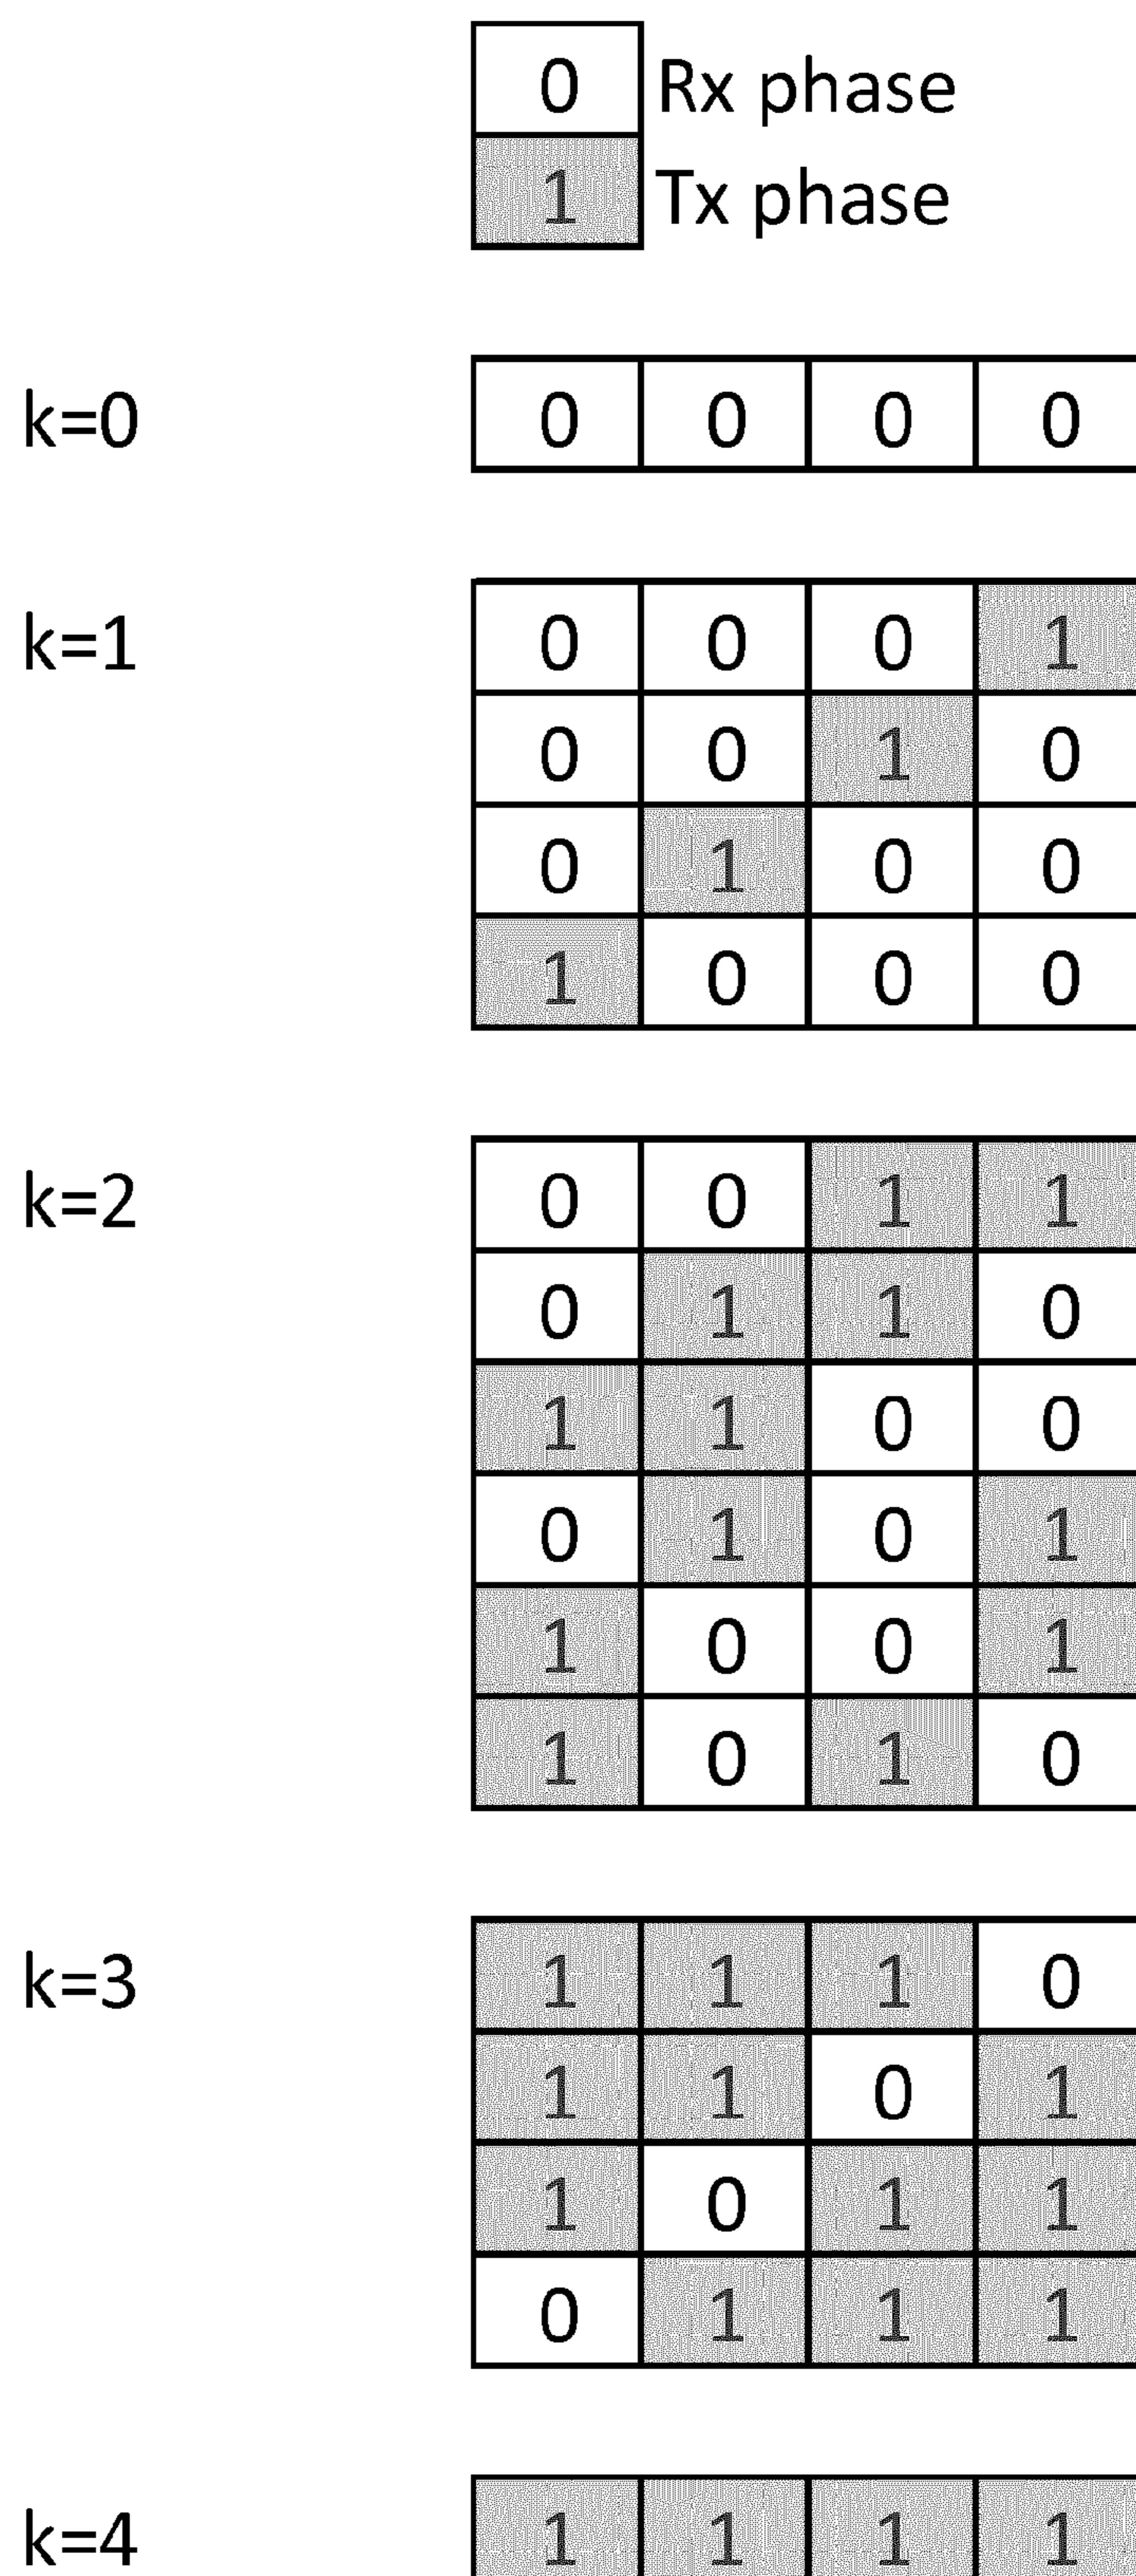 0 Rx phase
1 Tx phase
k=0 0 0 0 0
k=1 0 0 0 1
0 0 1 0
0 1 0 0
1 0 0 0
k=2 0 0 1 1
0 1 1 0
1 1 0 0
0 1 0 1
1 0 0 1
1 0 1 0
k=3 1 1 1 0
1 1 0 1
1 0 1 1
0 1 1 1
k=4 1 1 1 1